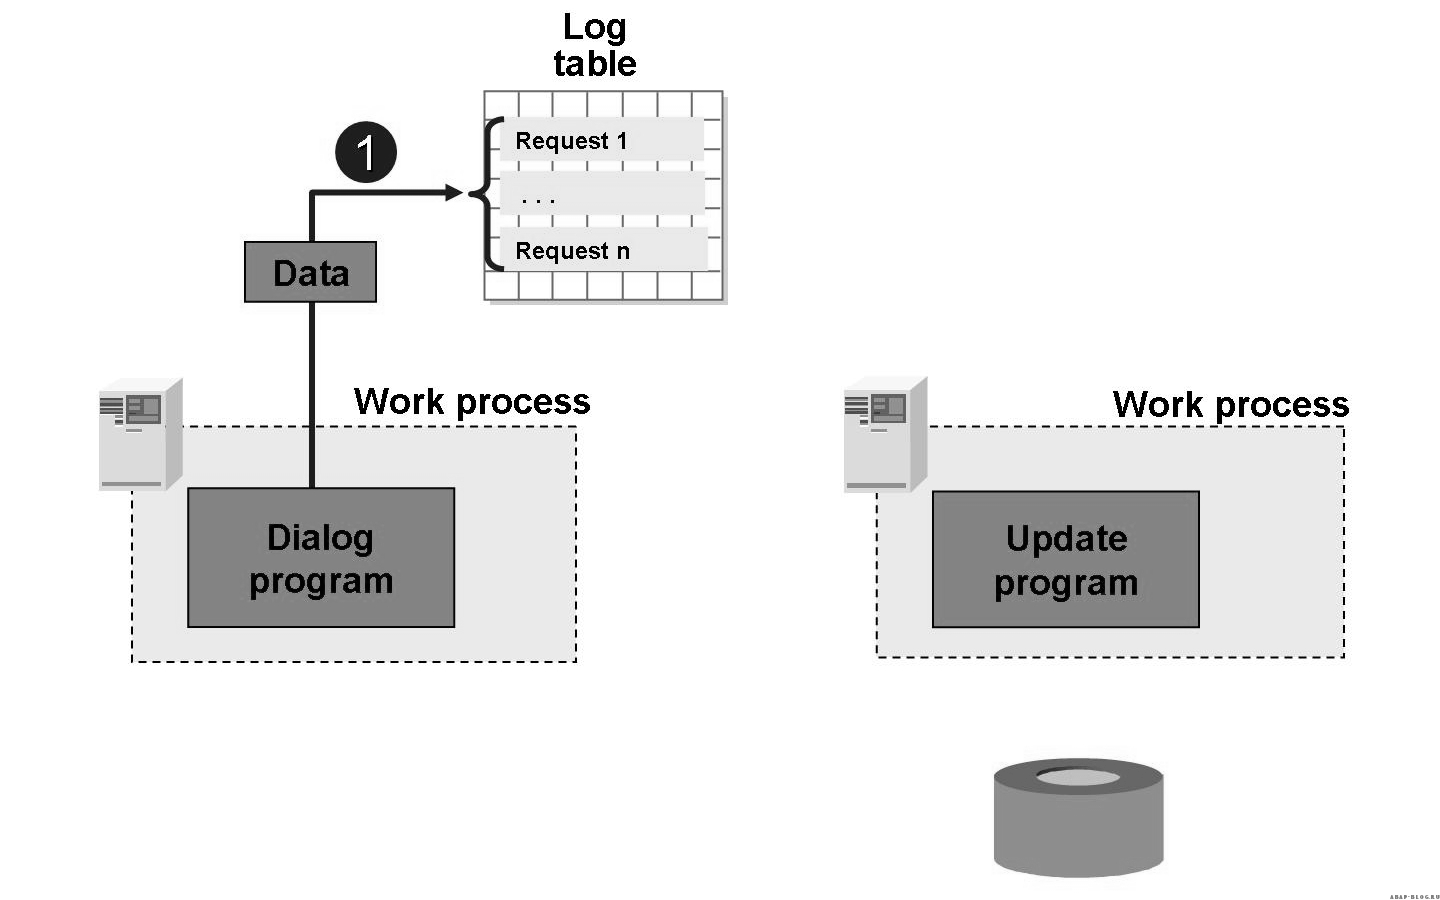 Log
table
1
Request 1
. . .
Request n
Data
Work process
Dialog
program
Work process
Update
program
ABAP-BLOG.RU